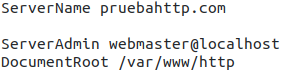 ServerName pruebahttp.com
ServerAdmin webmaster@localhost
DocumentRoot /var/www/http